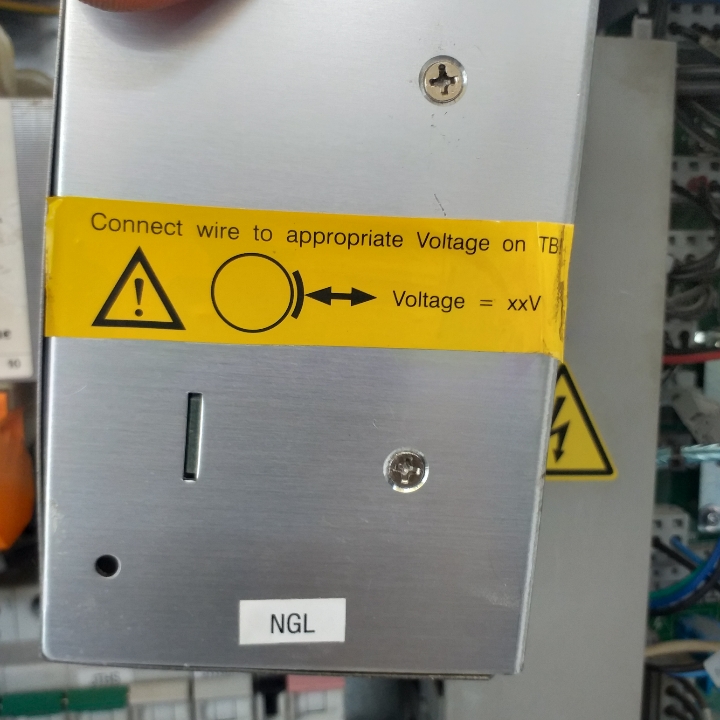 Connect wire to appropriate Voltage on TB
Voltage = xxV
NGL